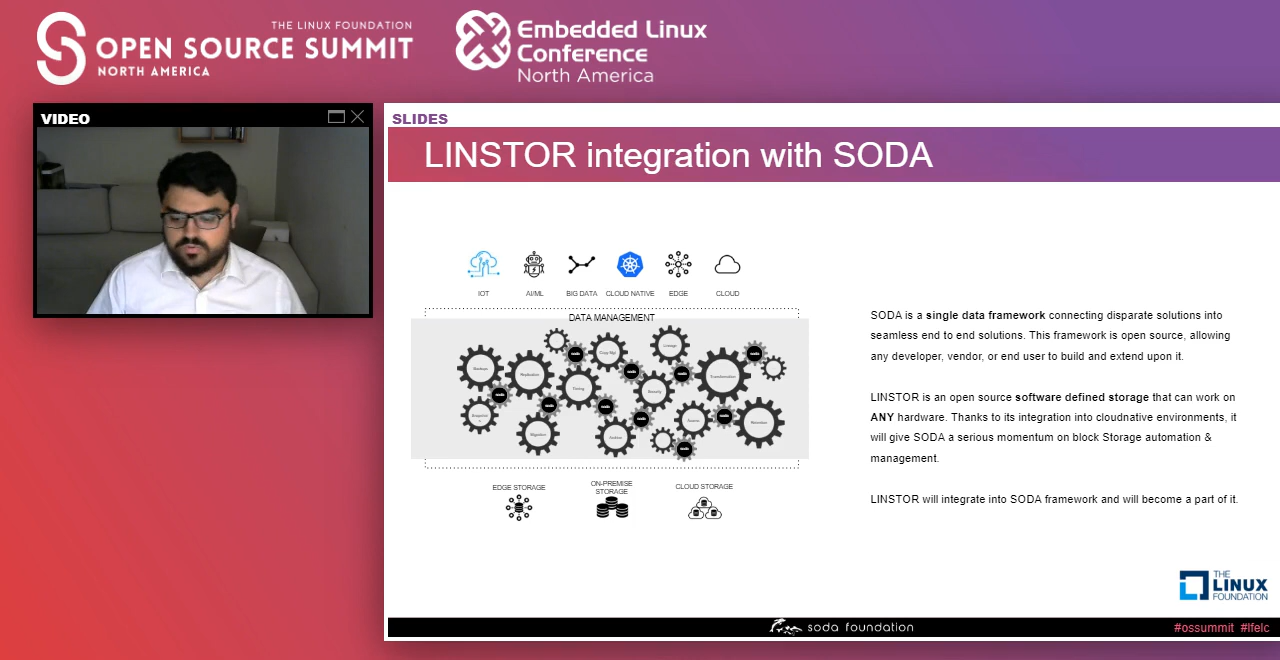 THE LINUX FOUNDATION
OPEN SOURCE SUMMIT
NORTH AMERICA
Embedded Linux
Conference
North America
VIDEO
SLIDES
LINSTOR integration with SODA
IOT
AI/ML
BIG DATA
CLOUD NATIVE
EDGE
CLOUD
DATA MANAGEMENT
SODA is a single data framework connecting disparate solutions into
seamless end to end solutions. This framework is open source, allowing
any developer, vendor, or end user to build and extend upon it.
LINSTOR is an open source software defined storage that can work on
ANY hardware. Thanks to its integration into cloudnative environments, it
will give SODA a serious momentum on block Storage automation &
management.
LINSTOR will integrate into SODA framework and will become a part of it.
EDGE STORAGE
ON-PREMISE
STORAGE
CLOUD STORAGE
THE
LINUX
FOUNDATION
soda foundation
#ossummit #lfelc